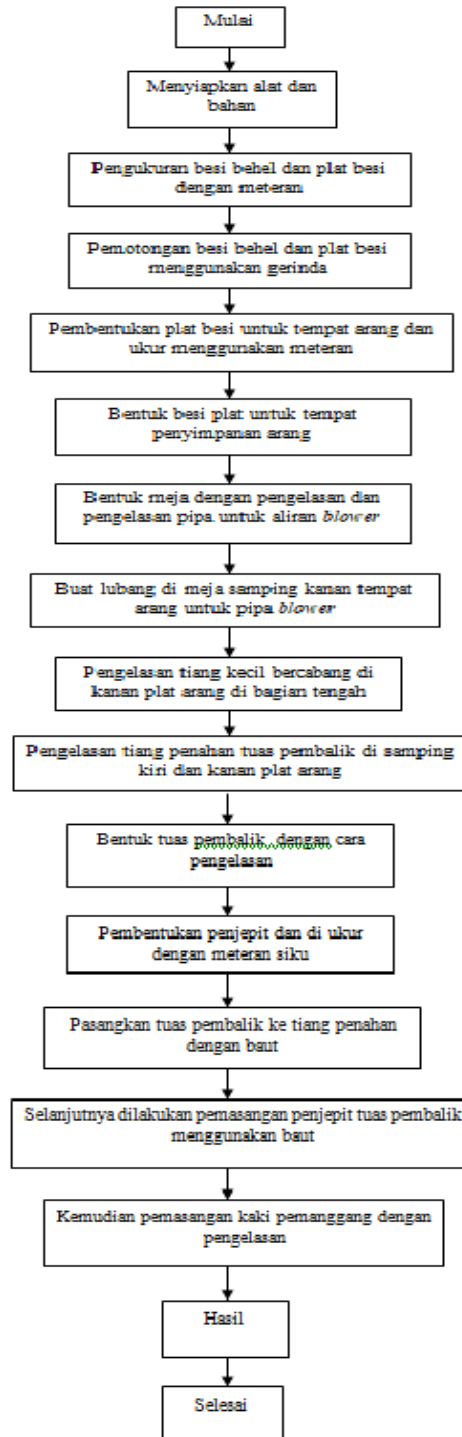 Mulai
Menyiapkan alat dan
bahan
Pengukuran besi behel dan plat besi
dengan meteran
Pemotongan besi behel dan plat besi
menggunakan gerinda
Pembentukan plat besi untuk tempat arang dan
ukur menggunakan meteran
Bentuk besi plat untuk tempat
penyimpanan arang
Bentuk meja dengan pengelasan dan
pengelasan pipa untuk aliran blower
Buat lubang di meja samping kanan tempat
arang untuk pipa blower
Pengelasan tiang kecil bercabang di
kanan plat arang di bagian tengah
Pengelasan tiang penahan tuas pembalik di samping
kiri dan kanan plat arang
Bentuk tuas pembalik dengan cara
pengelasan
Pembentukan penjepit dan di ukur
dengan meteran siku
Pasangkan tuas pembalik ke tiang penahan
dengan baut
Selanjutnya dilakukan pemasangan penjepit tuas pembalik
menggunakan baut
Kemudian pemasangan kaki pemanggang dengan
pengelasan
Hasil
Selesai